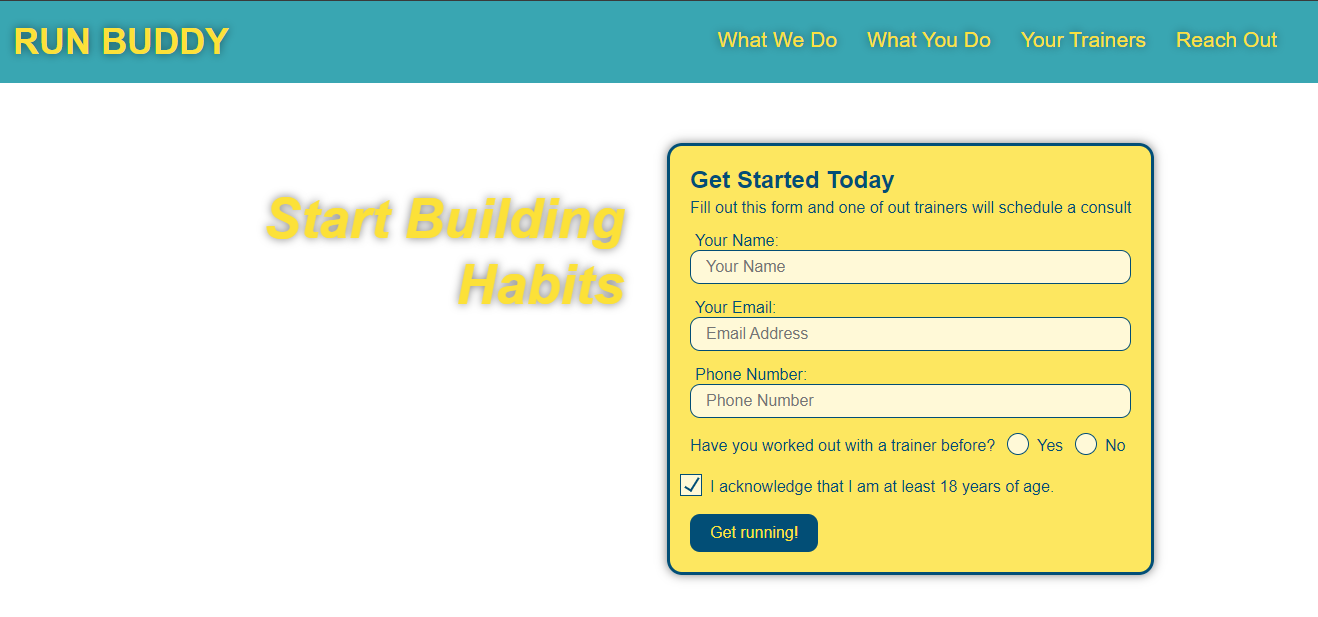 RUN BUDDY
What We Do What You Do Your Trainers Reach Out
Start Building
Habits
Get Started Today
Fill out this form and one of out trainers will schedule a consult
Your Name:
Your Name
Your Email:
Email Address
Phone Number:
Phone Number
Have you worked out with a trainer before? Yes No
I acknowledge that I am at least 18 years of age.
Get running!